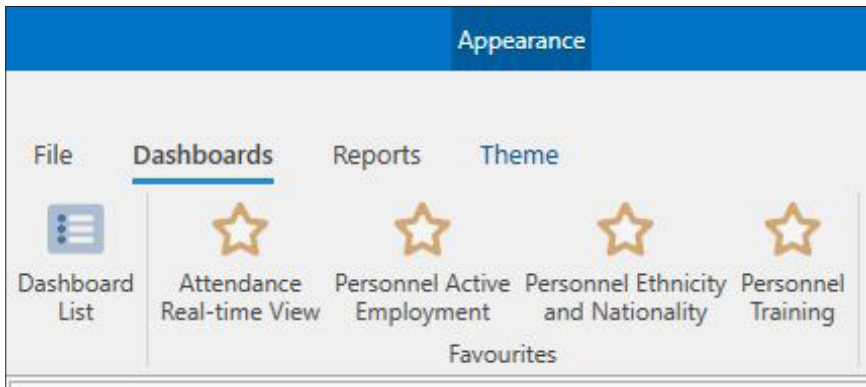 Appearance
File Dashboards Reports Theme
Dashboard List
Attendance Real-time View
Personnel Active Employment
Personnel Ethnicity and Nationality
Personnel Training
Favourites